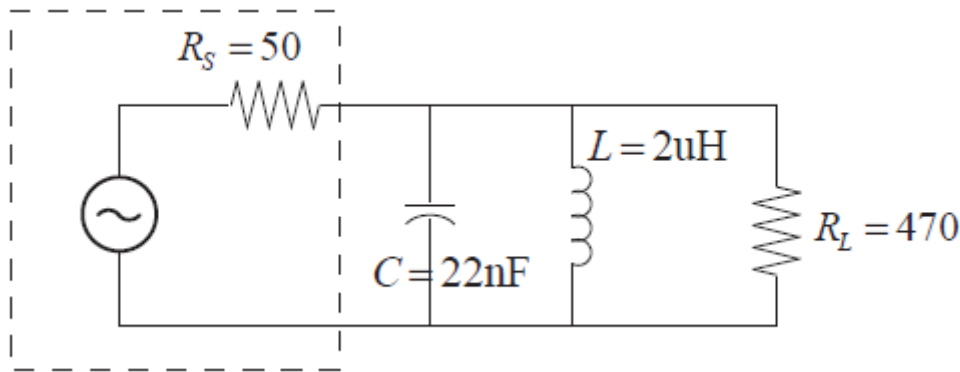 R_S = 50
L = 2uH
R_L = 470
C = 22nF